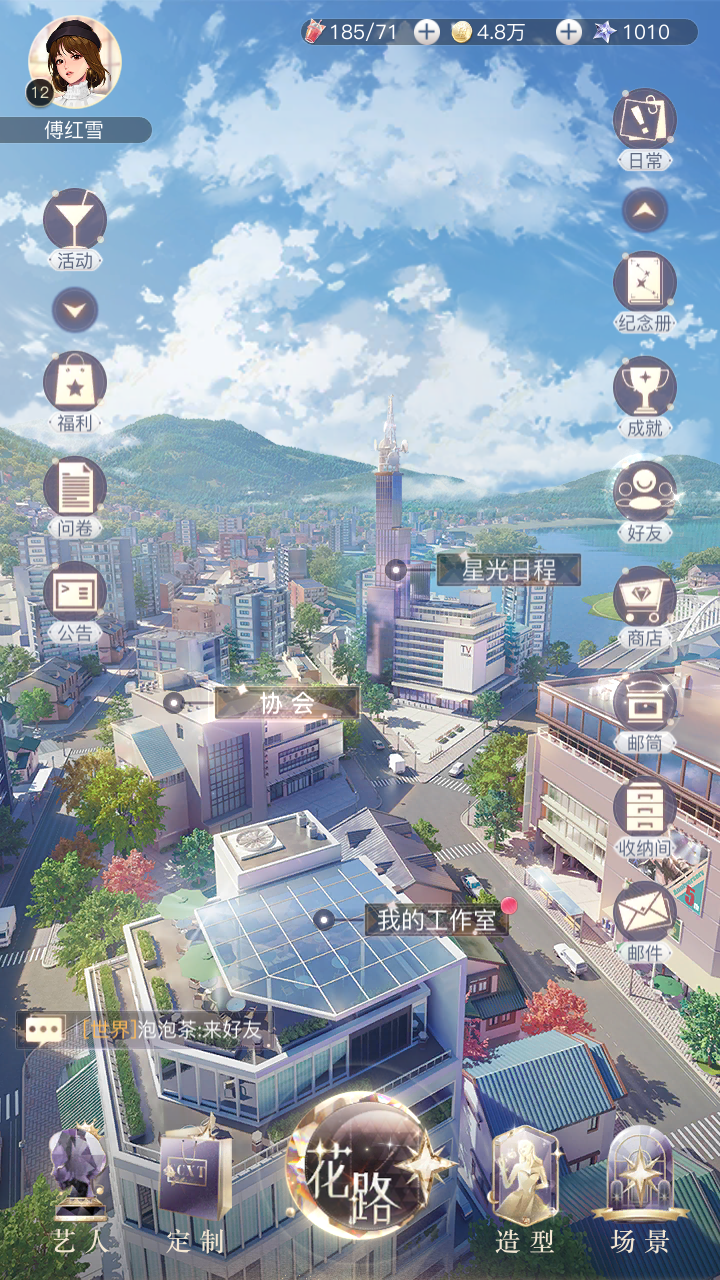 185/71
4.8万
1010
12
傅红雪
日常
活动
纪念册
福利
成就
问卷
好友
星光日程
公告
商店
TV
协会
邮筒
收纳间
5
我的工作室
邮件
[世界]泡泡茶:来好友
CXT
花路
艺人
定制
造型
场景